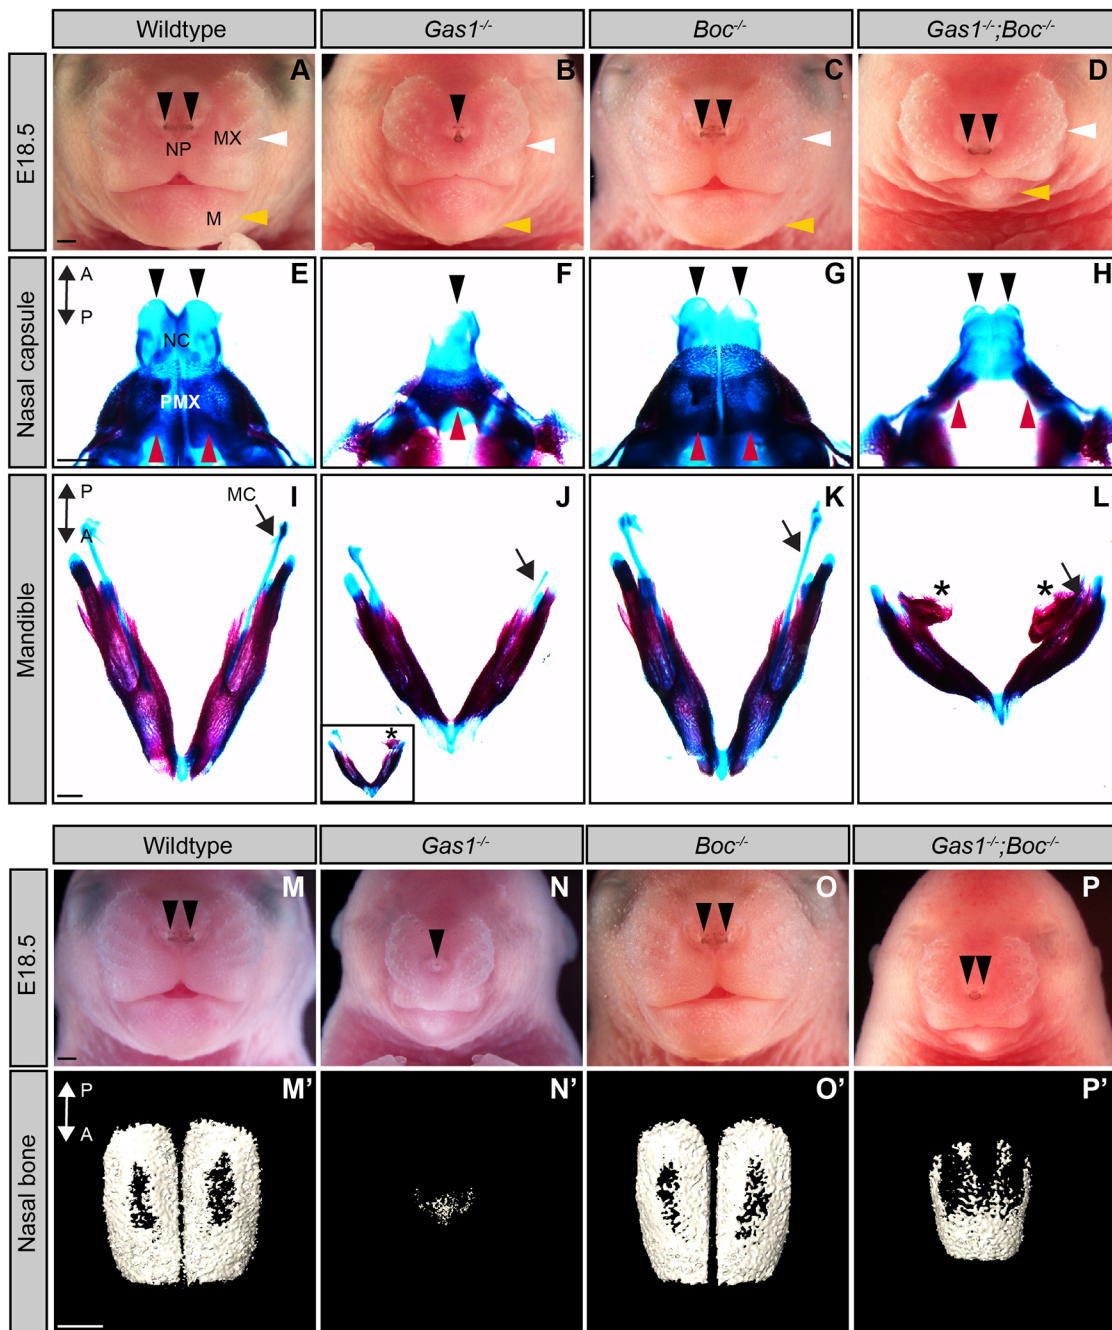 Wildtype
Gas1-/-
Boc-/-
Gas1-/-;Boc-/-
E18.5
A
B
C
D
NP
MX
M
Nasal capsule
A
P
E
F
G
H
NC
PMX
Mandible
P
A
MC
I
J
K
L
*
*
*
Wildtype
Gas1-/-
Boc-/-
Gas1-/-;Boc-/-
E18.5
M
N
O
P
Nasal bone
P
A
M'
N'
O'
P'